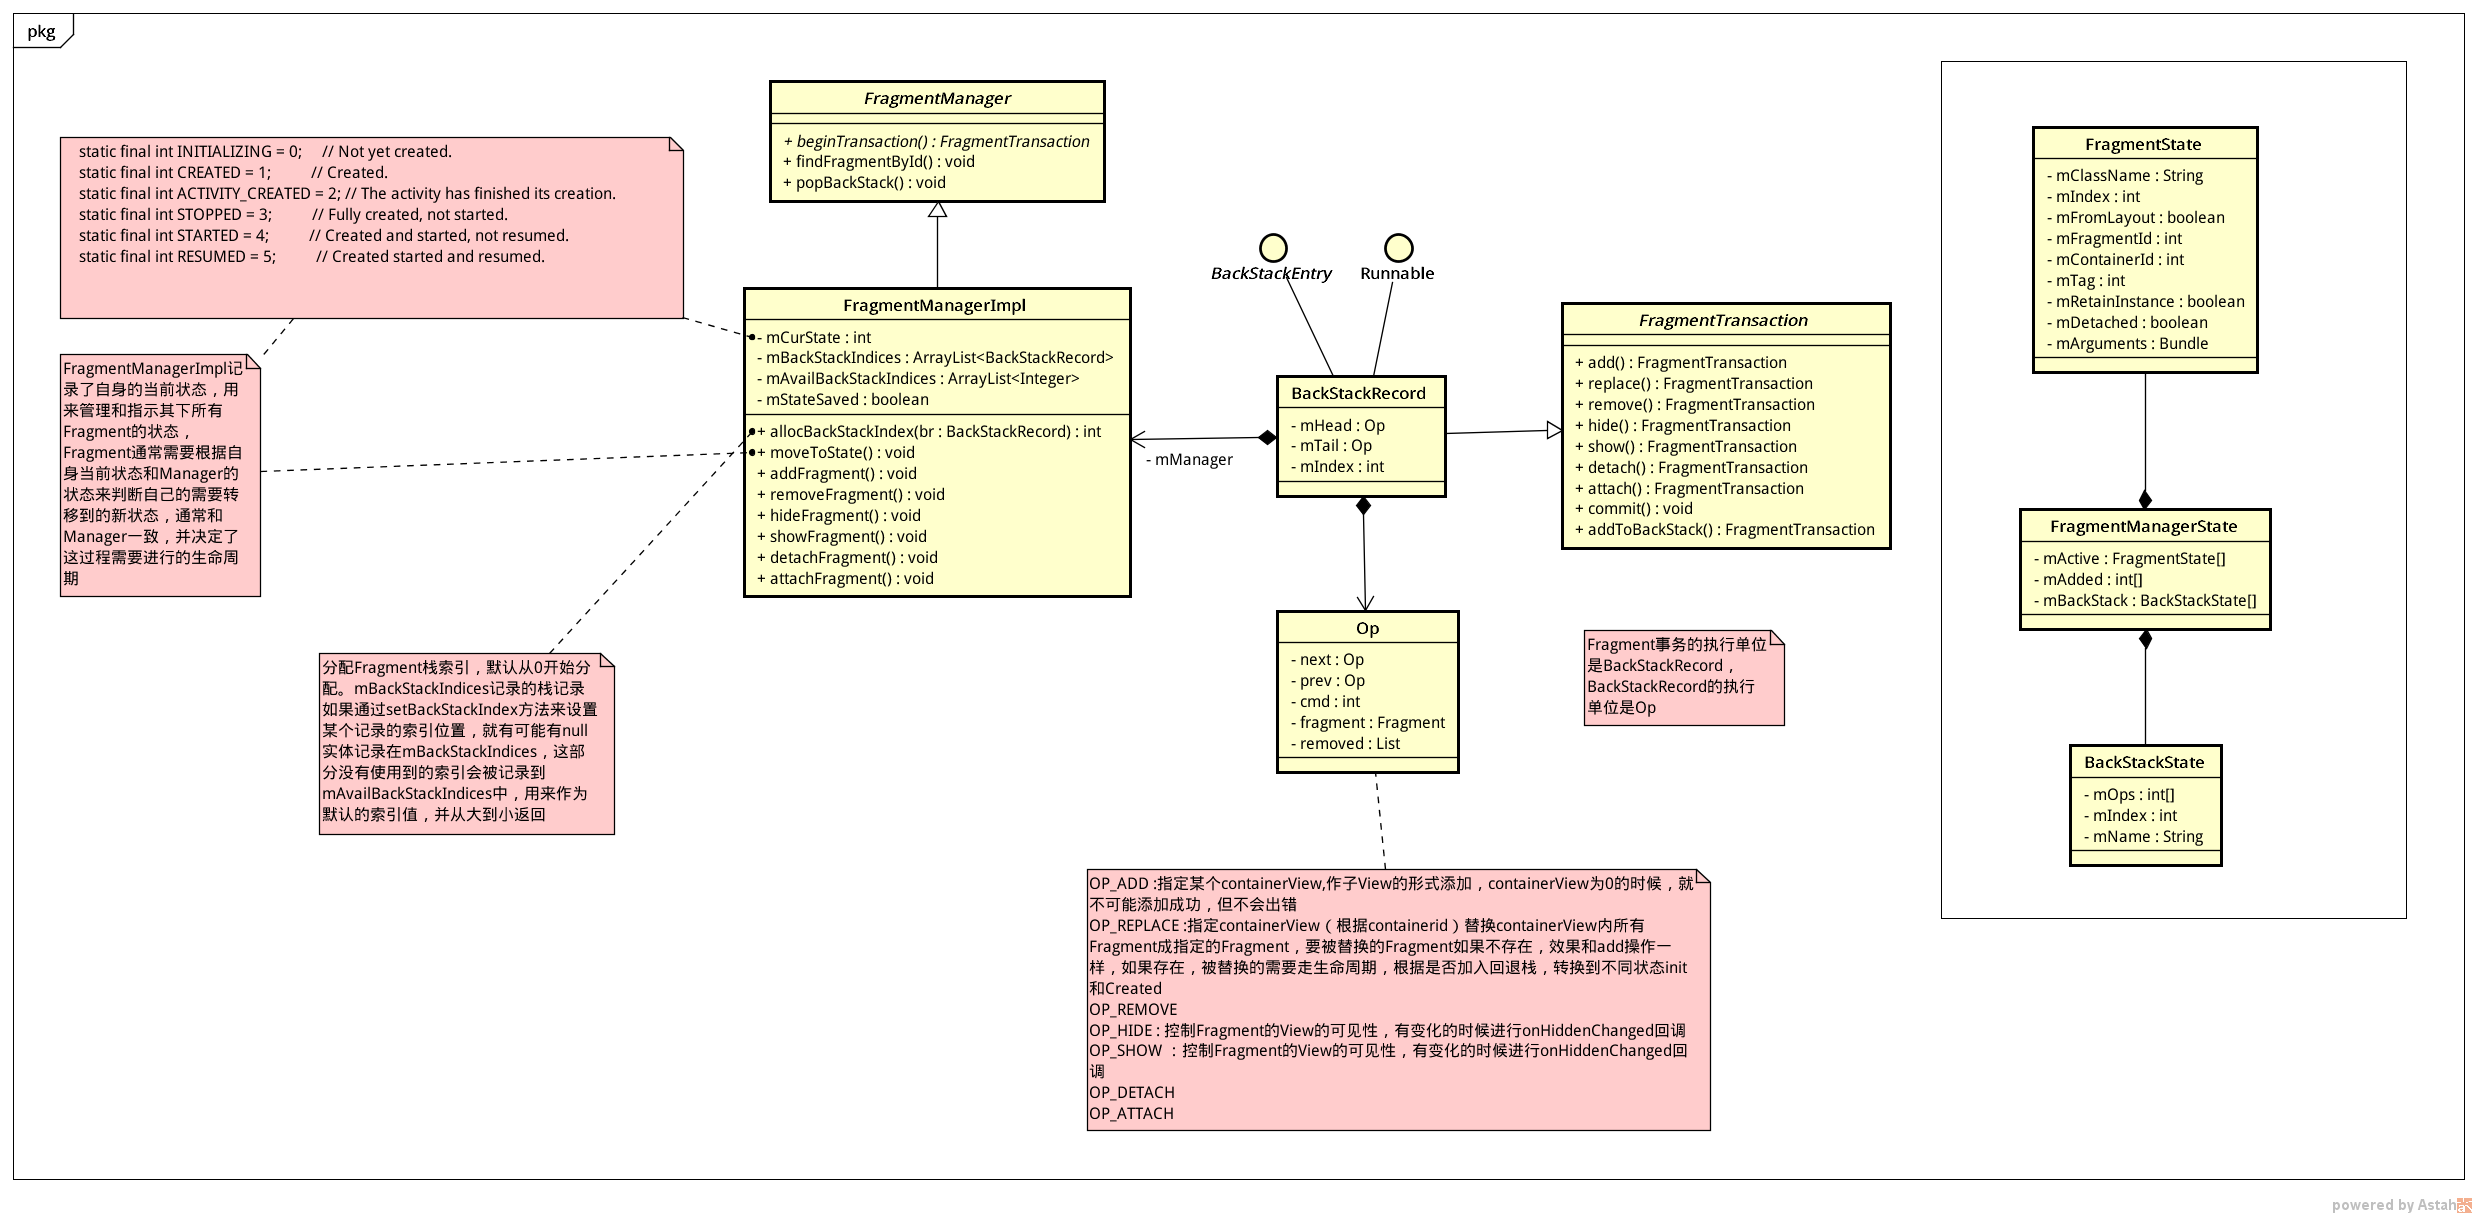 pkg
FragmentManager
+ beginTransaction() : FragmentTransaction
+ findFragmentById() : void
+ popBackStack() : void
static final int INITIALIZING = 0;     // Not yet created.
static final int CREATED = 1;          // Created.
static final int ACTIVITY_CREATED = 2; // The activity has finished its creation.
static final int STOPPED = 3;          // Fully created, not started.
static final int STARTED = 4;          // Created and started, not resumed.
static final int RESUMED = 5;          // Created started and resumed.
FragmentManagerImpl记
录了自身的当前状态，用
来管理和指示其下所有
Fragment的状态，
Fragment通常需要根据自
身当前状态和Manager的
状态来判断自己的需要转
移到的新状态，通常和
Manager一致，并决定了
这过程需要进行的生命周
期
FragmentManagerImpl
- mCurState : int
- mBackStackIndices : ArrayList<BackStackRecord>
- mAvailBackStackIndices : ArrayList<Integer>
- mStateSaved : boolean
+ allocBackStackIndex(br : BackStackRecord) : int
+ moveToState() : void
+ addFragment() : void
+ removeFragment() : void
+ hideFragment() : void
+ showFragment() : void
+ detachFragment() : void
+ attachFragment() : void
分配Fragment栈索引，默认从0开始分
配。mBackStackIndices记录的栈记录
如果通过setBackStackIndex方法来设置
某个记录的索引位置，就有可能有null
实体记录在mBackStackIndices，这部
分没有使用到的索引会被记录到
mAvailBackStackIndices中，用来作为
默认的索引值，并从大到小返回
BackStackEntry
Runnable
- mManager
BackStackRecord
- mHead : Op
- mTail : Op
- mIndex : int
FragmentTransaction
+ add() : FragmentTransaction
+ replace() : FragmentTransaction
+ remove() : FragmentTransaction
+ hide() : FragmentTransaction
+ show() : FragmentTransaction
+ detach() : FragmentTransaction
+ attach() : FragmentTransaction
+ commit() : void
+ addToBackStack() : FragmentTransaction
Op
- next : Op
- prev : Op
- cmd : int
- fragment : Fragment
- removed : List
Fragment事务的执行单位
是BackStackRecord，
BackStackRecord的执行
单位是Op
OP_ADD :指定某个containerView,作子View的形式添加，containerView为0的时候，就
不可能添加成功，但不会出错
OP_REPLACE :指定containerView（根据containerid）替换containerView内所有
Fragment成指定的Fragment，要被替换的Fragment如果不存在，效果和add操作一
样，如果存在，被替换的需要走生命周期，根据是否加入回退栈，转换到不同状态init
和Created
OP_REMOVE
OP_HIDE : 控制Fragment的View的可见性，有变化的时候进行onHiddenChanged回调
OP_SHOW ：控制Fragment的View的可见性，有变化的时候进行onHiddenChanged回
调
OP_DETACH
OP_ATTACH
FragmentState
- mClassName : String
- mIndex : int
- mFromLayout : boolean
- mFragmentId : int
- mContainerId : int
- mTag : int
- mRetainInstance : boolean
- mDetached : boolean
- mArguments : Bundle
FragmentManagerState
- mActive : FragmentState[]
- mAdded : int[]
- mBackStack : BackStackState[]
BackStackState
- mOps : int[]
- mIndex : int
- mName : String
powered by Astah